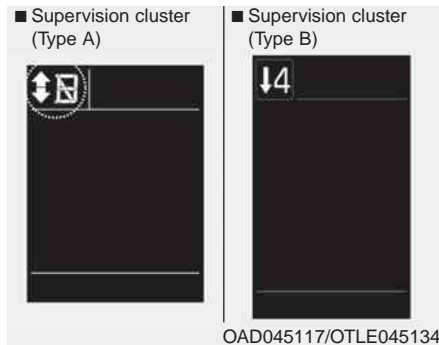 ■ Supervision cluster
(Type A)
■ Supervision cluster
(Type B)
↓4
OAD045117/OTLE045134